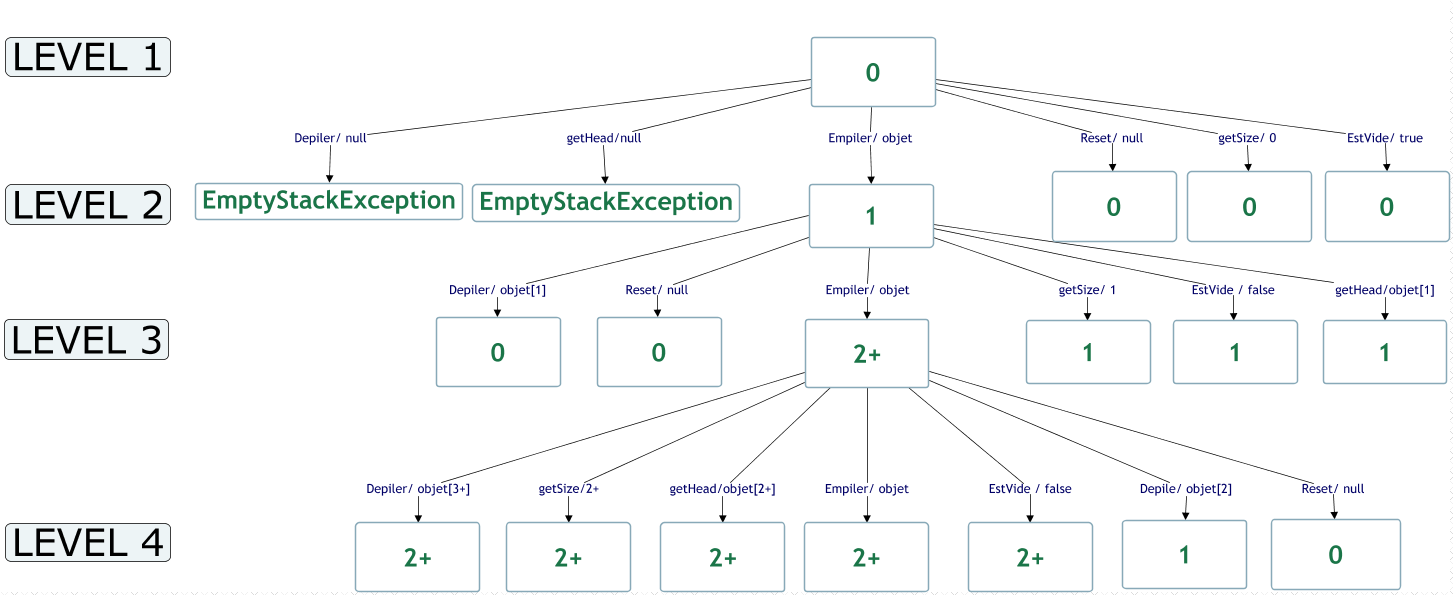 LEVEL 1
0
Depiler/ null
getHead/null
Empiler/ objet
Reset/ null
getSize/ 0
EstVide/ true
LEVEL 2
EmptyStackException
EmptyStackException
1
0
0
0
Depiler/ objet[1]
Reset/ null
Empiler/ objet
getSize/ 1
EstVide / false
getHead/objet[1]
LEVEL 3
0
0
2+
1
1
1
Depiler/ objet[3+]
getSize/2+
getHead/objet[2+]
Empiler/ objet
EstVide / false
Depile/ objet[2]
Reset/ null
LEVEL 4
2+
2+
2+
2+
2+
1
0